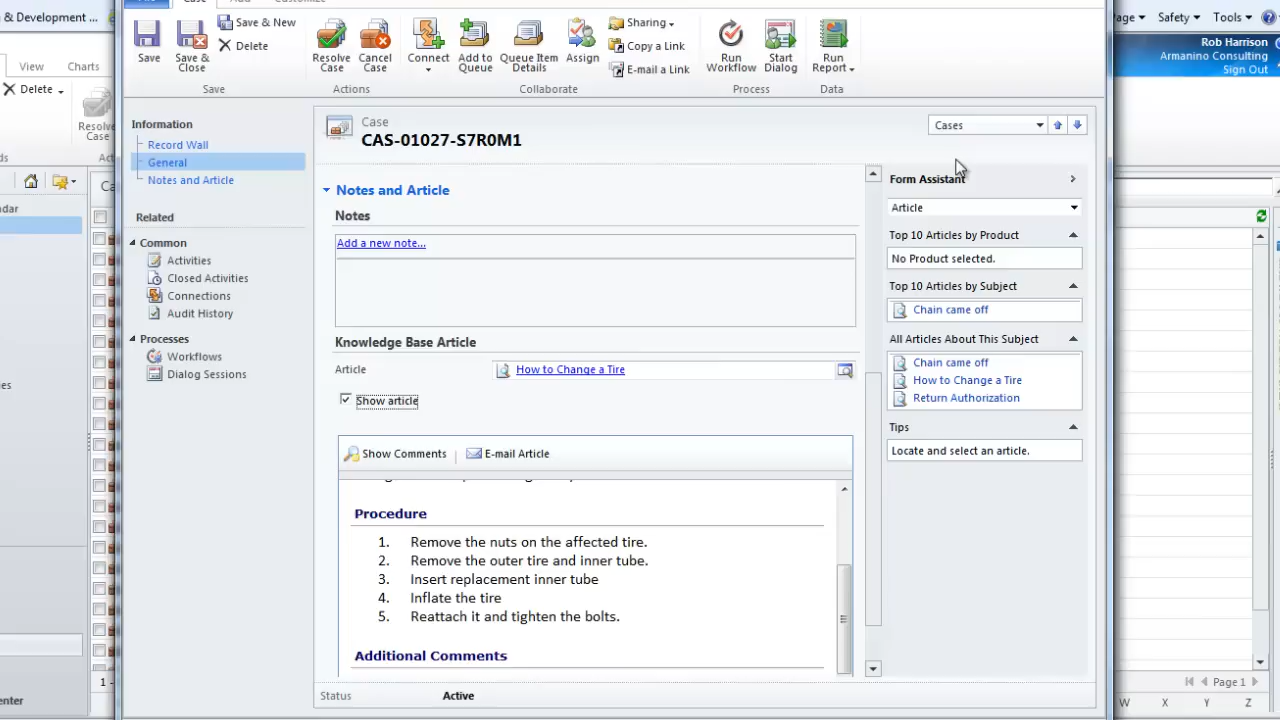 & Development ...
Page
Safety
Tools
Rob Harrison
Armanino Consulting
Sign Out
View
Charts
Delete
Resolve
Case
Save
Save &
Close
Save & New
Delete
Save
Resolve
Case
Cancel
Case
Actions
Connect
Add to
Queue
Queue Item
Details
Assign
Sharing
Copy a Link
E-mail a Link
Collaborate
Run
Workflow
Start
Dialog
Process
Run
Report
Data
Information
Record Wall
General
Notes and Article
Related
Common
Activities
Closed Activities
Connections
Audit History
Processes
Workflows
Dialog Sessions
Case
CAS-01027-S7R0M1
Cases
Notes and Article
Notes
Add a new note...
Knowledge Base Article
Article
How to Change a Tire
Show article
Show Comments
E-mail Article
Procedure
1. Remove the nuts on the affected tire.
2. Remove the outer tire and inner tube.
3. Insert replacement inner tube
4. Inflate the tire
5. Reattach it and tighten the bolts.
Additional Comments
Status Active
Form Assistant
Article
Top 10 Articles by Product
No Product selected.
Top 10 Articles by Subject
Chain came off
All Articles About This Subject
Chain came off
How to Change a Tire
Return Authorization
Tips
Locate and select an article.
1 -
Page 1
W X Y Z